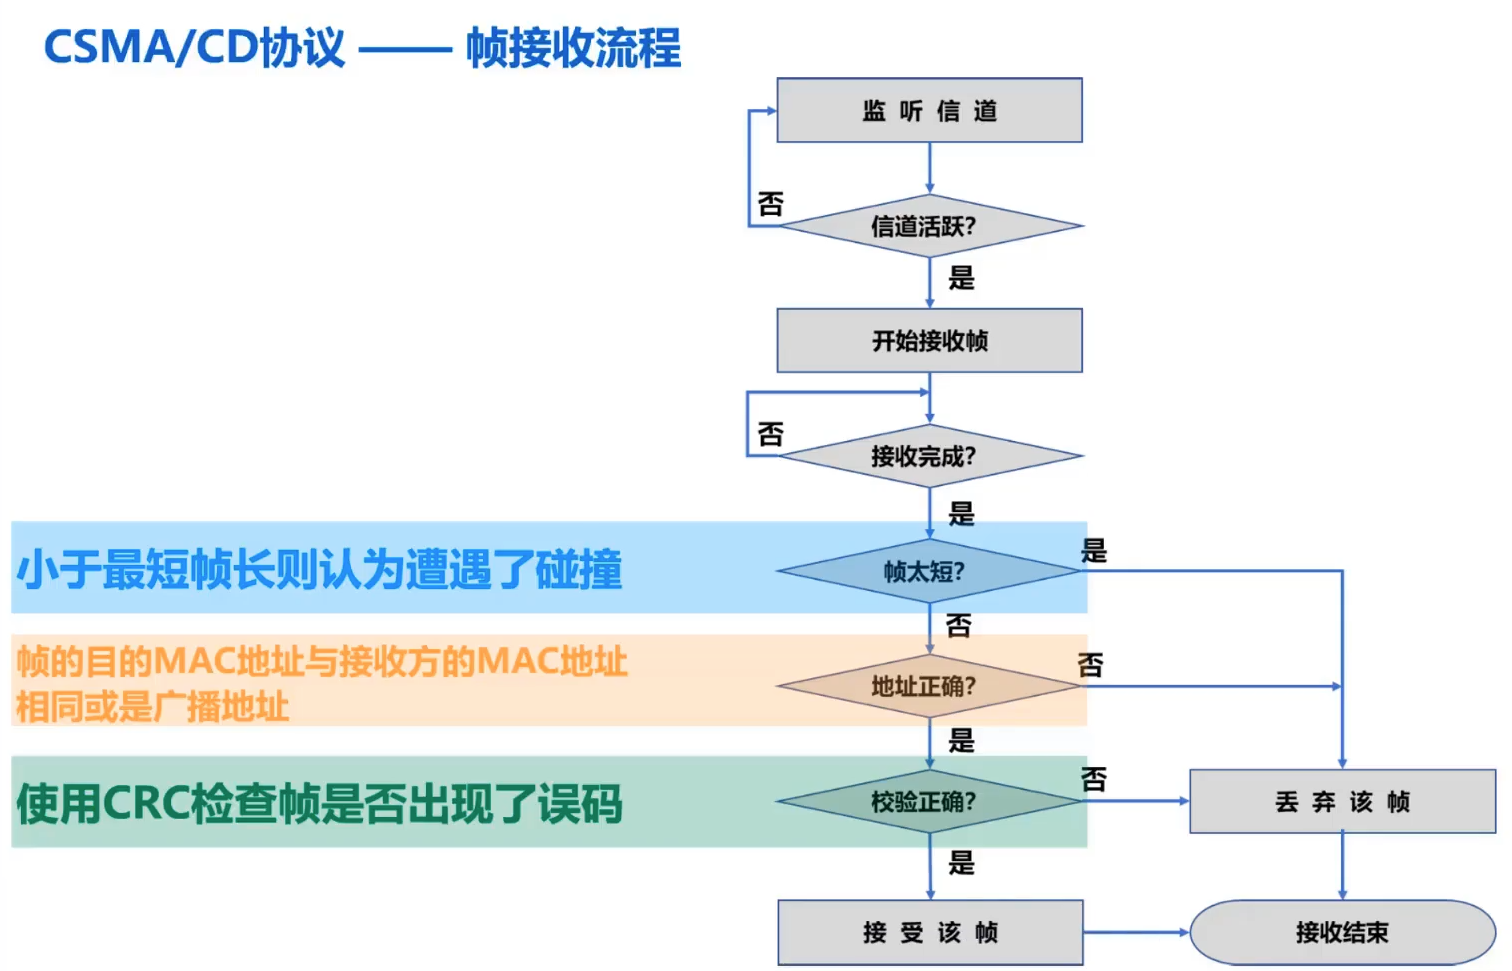 CSMA/CD协议 —— 帧接收流程
监 听 信 道
否
信道活跃?
是
开始接收帧
否
接收完成?
是
小于最短帧长则认为遭遇了碰撞
帧太短?
是
否
帧的目的MAC地址与接收方的MAC地址
相同或是广播地址
地址正确?
否
是
使用CRC检查帧是否出现了误码
校验正确?
否
丢 弃 该 帧
是
接 受 该 帧
接收结束